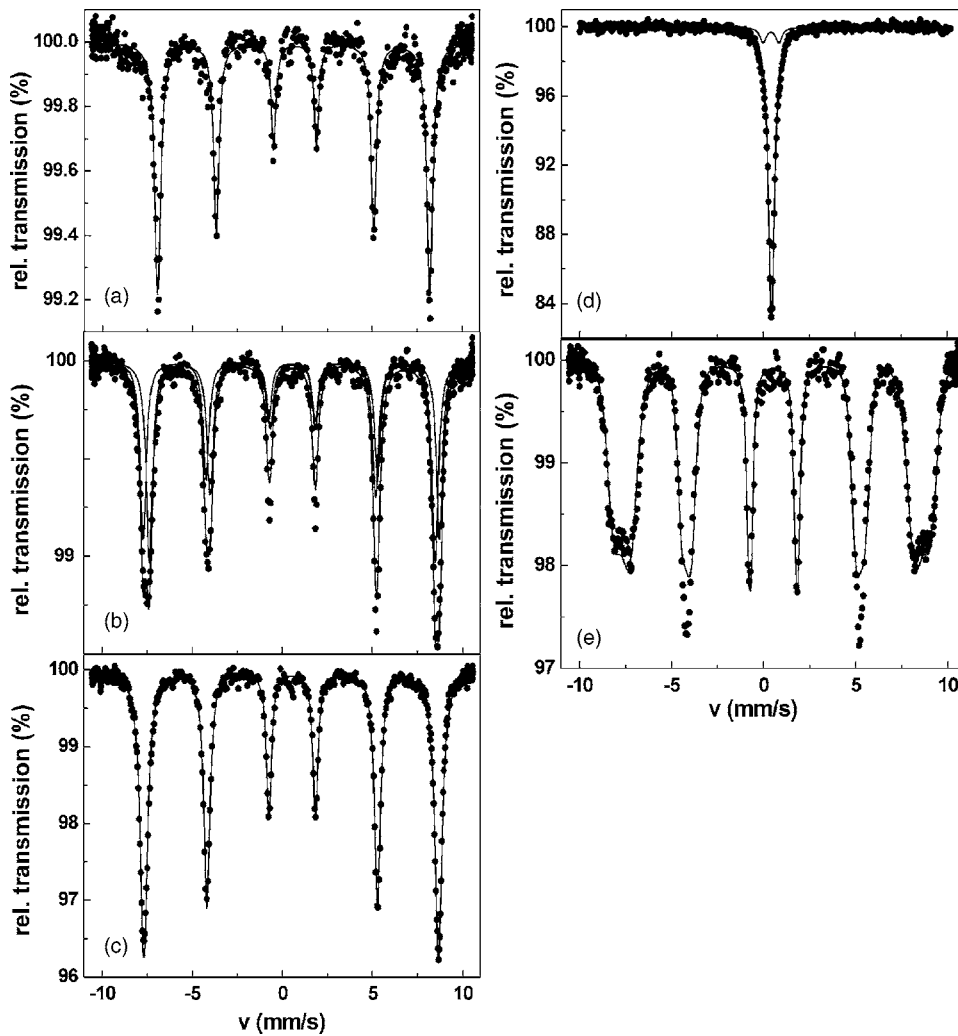 rel. transmission (%)
100.0
99.8
99.6
99.4
99.2
(a)
rel. transmission (%)
100
99
(b)
rel. transmission (%)
100
99
98
97
96
(c)
-10 -5 0 5 10
v (mm/s)
rel. transmission (%)
100
96
92
88
84
(d)
rel. transmission (%)
100
99
98
97
(e)
-10 -5 0 5 10
v (mm/s)